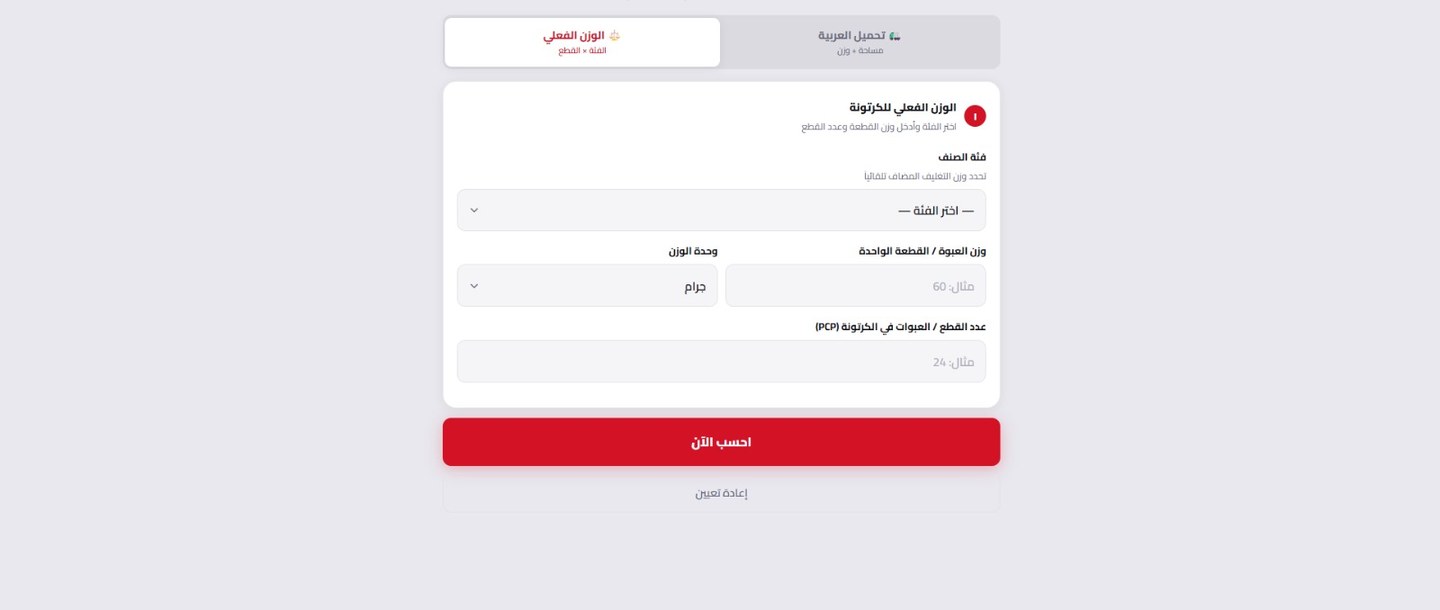 🚛 تحميل العربية
مساحة + وزن
⚖️ الوزن الفعلي
الفئة × القطع
١
الوزن الفعلي للكرتونة
اختر الفئة وأدخل وزن القطعة وعدد القطع
فئة الصنف
تحدد وزن التغليف المضاف تلقائياً
— اختر الفئة —
وزن العبوة / القطعة الواحدة
وحدة الوزن
مثال: 60
جرام
عدد القطع / العبوات في الكرتونة (PCP)
مثال: 24
احسب الآن
إعادة تعيين